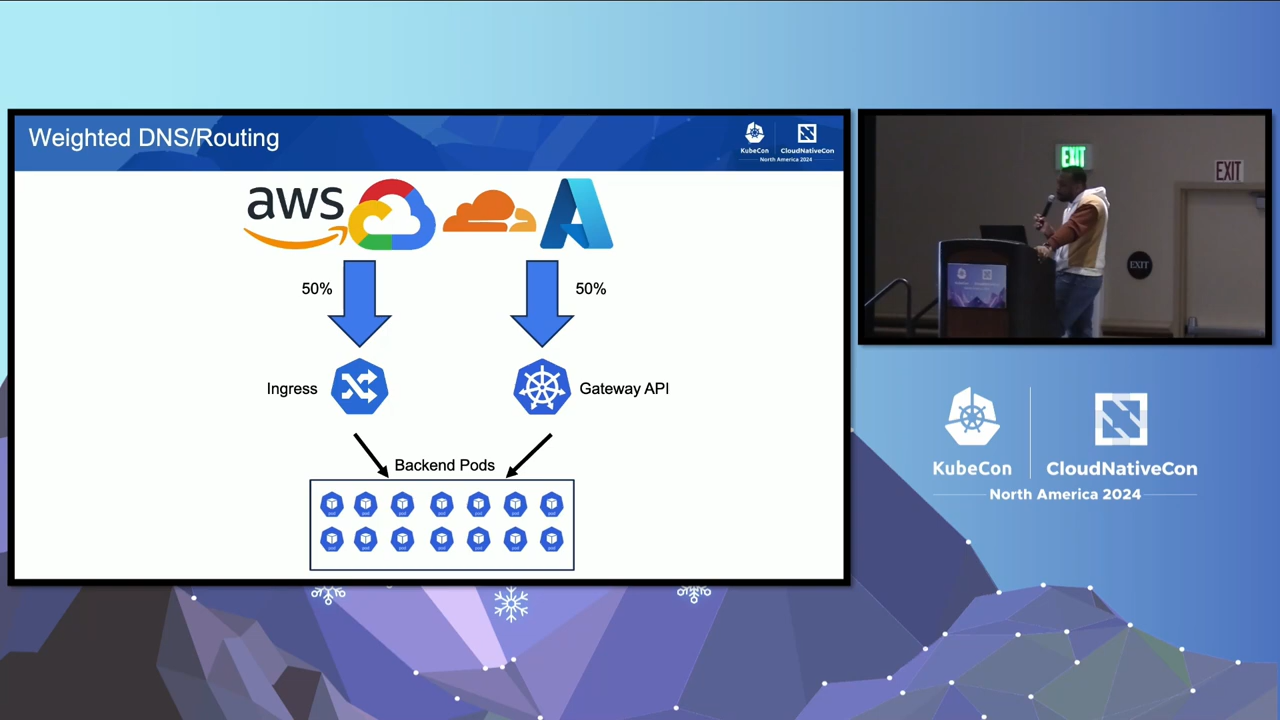 Weighted DNS/Routing
KubeCon
CloudNativeCon
North America 2024
aws
50%
50%
Ingress
Gateway API
Backend Pods
EXIT
EXIT
EXIT
KubeCon
CloudNativeCon
North America 2024